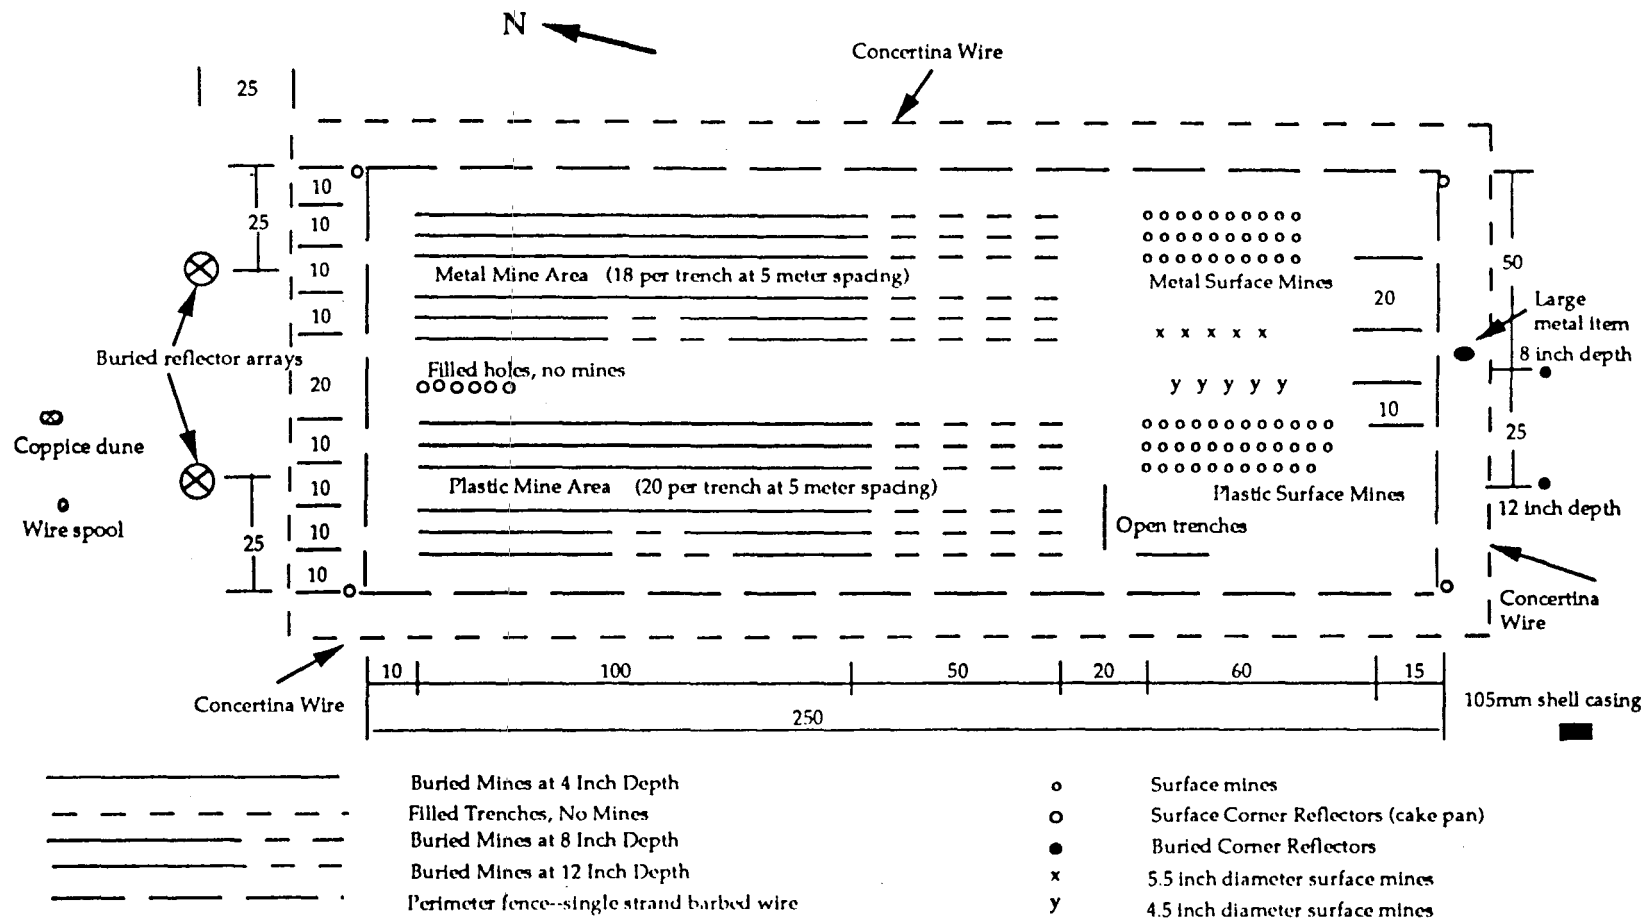 N
Concertina Wire
25
10
25
10
10
Metal Mine Area (18 per trench at 5 meter spacing)
Metal Surface Mines
50
20
10
Large
metal item
x x x x x
Buried reflector arrays
8 inch depth
Filled holes, no mines
20
y y y y y
10
Coppice dune
10
25
Plastic Mine Area (20 per trench at 5 meter spacing)
Plastic Surface Mines
10
Wire spool
12 inch depth
Open trenches
10
25
10
Concertina
Wire
10
100
50
20
60
15
Concertina Wire
105mm shell casing
250
Buried Mines at 4 Inch Depth
Filled Trenches, No Mines
Buried Mines at 8 Inch Depth
Buried Mines at 12 Inch Depth
Perimeter fence--single strand barbed wire
Surface mines
Surface Corner Reflectors (cake pan)
Buried Corner Reflectors
x 5.5 inch diameter surface mines
y 4.5 inch diameter surface mines